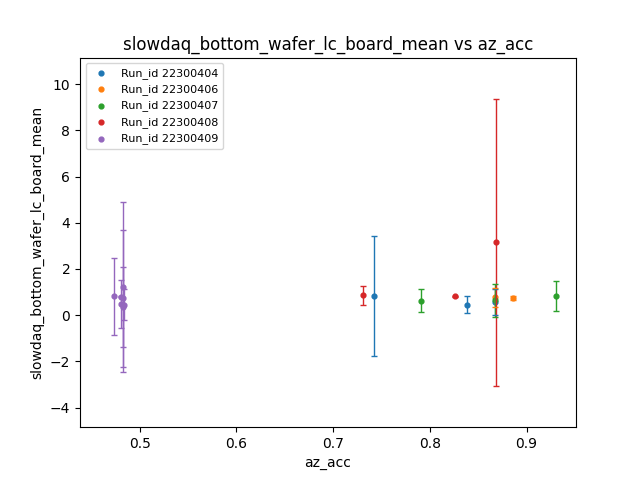 slowdaq_bottom_wafer_lc_board_mean vs az_acc
Run_id 22300404
Run_id 22300406
Run_id 22300407
Run_id 22300408
Run_id 22300409
slowdaq_bottom_wafer_lc_board_mean
10
8
6
4
2
0
−2
−4
0.5 0.6 0.7 0.8 0.9
az_acc